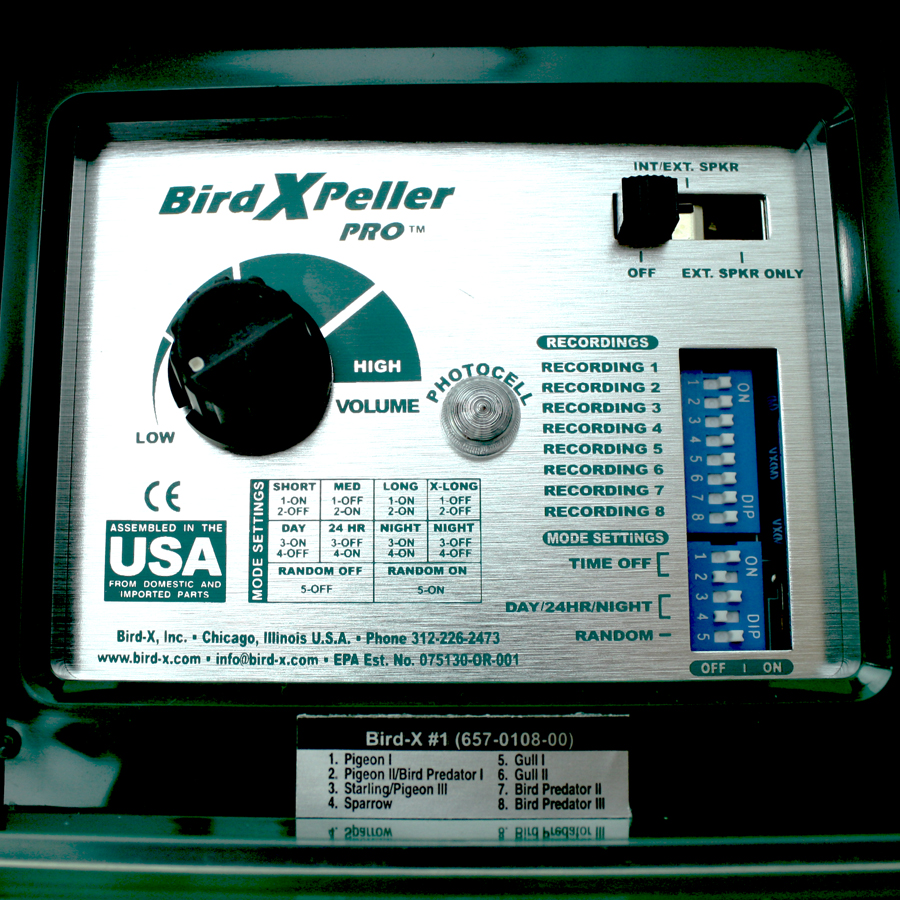 BirdXPeller
PRO™
INT/EXT. SPKR
OFF
EXT. SPKR ONLY
HIGH
VOLUME
LOW
PHOTOCELL
RECORDINGS
RECORDING 1
RECORDING 2
RECORDING 3
RECORDING 4
RECORDING 5
RECORDING 6
RECORDING 7
RECORDING 8
MODE SETTINGS
TIME OFF
DAY/24HR/NIGHT
RANDOM
ON
1 2 3 4 5 6 7 8
DIP
ON
1 2 3 4 5
DIP
OFF I ON
CE
ASSEMBLED IN THE
USA
FROM DOMESTIC AND
IMPORTED PARTS
MODE SETTINGS
SHORT MED LONG X-LONG
1-ON 1-OFF 1-ON 1-OFF
2-OFF 2-ON 2-ON 2-OFF
DAY 24 HR NIGHT NIGHT
3-ON 3-OFF 3-ON 3-OFF
4-OFF 4-ON 4-ON 4-OFF
RANDOM OFF RANDOM ON
5-OFF 5-ON
Bird-X, Inc. • Chicago, Illinois U.S.A. • Phone 312-226-2473
www.bird-x.com • info@bird-x.com • EPA Est. No. 075130-OR-001
Bird-X #1 (657-0108-00)
1. Pigeon I 5. Gull I
2. Pigeon II/Bird Predator I 6. Gull II
3. Starling/Pigeon III 7. Bird Predator II
4. Sparrow 8. Bird Predator III